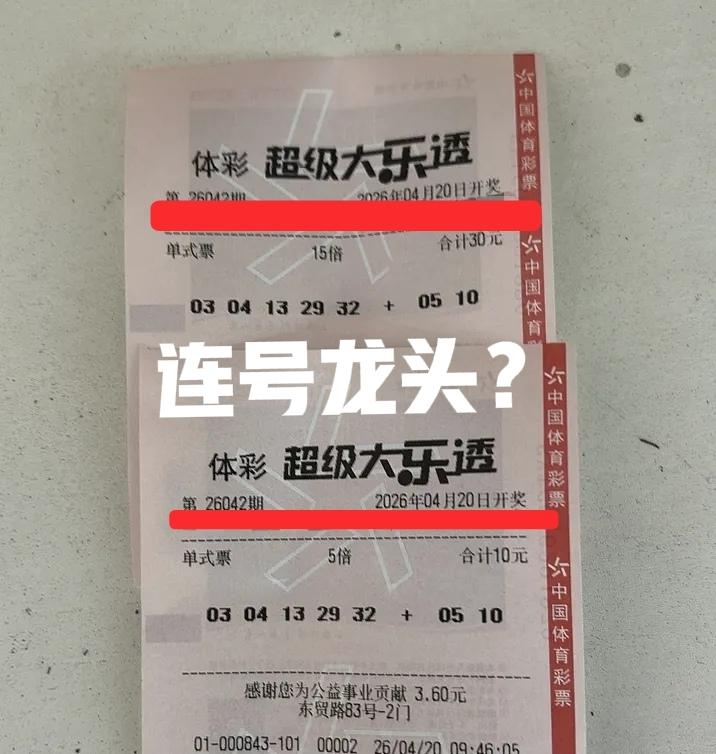 中国体育彩票
体彩 超级大乐透
第 26042期 2026年04月20日开奖
单式票 15倍 合计30元
03 04 13 29 32 + 05 10
中国体育彩
连号龙头?
中国体育彩票
体彩 超级大乐透
第 26042期 2026年04月20日开奖
单式票 5倍 合计10元
03 04 13 29 32 + 05 10
中国体育彩票
感谢您为公益事业贡献 3.60元
东贸路83号-2门
01-000843-101 00002 26/04/20 09:46:05